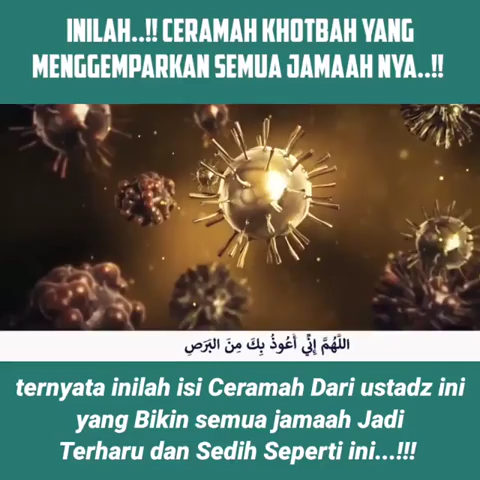 INILAH..!! CERAMAH KHOTBAH YANG
MENGGEMPARKAN SEMUA JAMAAH NYA..!!
اللَّهُمَّ إِنِّي أَعُوذُ بِكَ مِنَ البَرَصِ
ternyata inilah isi Ceramah Dari ustadz ini
yang Bikin semua jamaah Jadi
Terharu dan Sedih Seperti ini...!!!